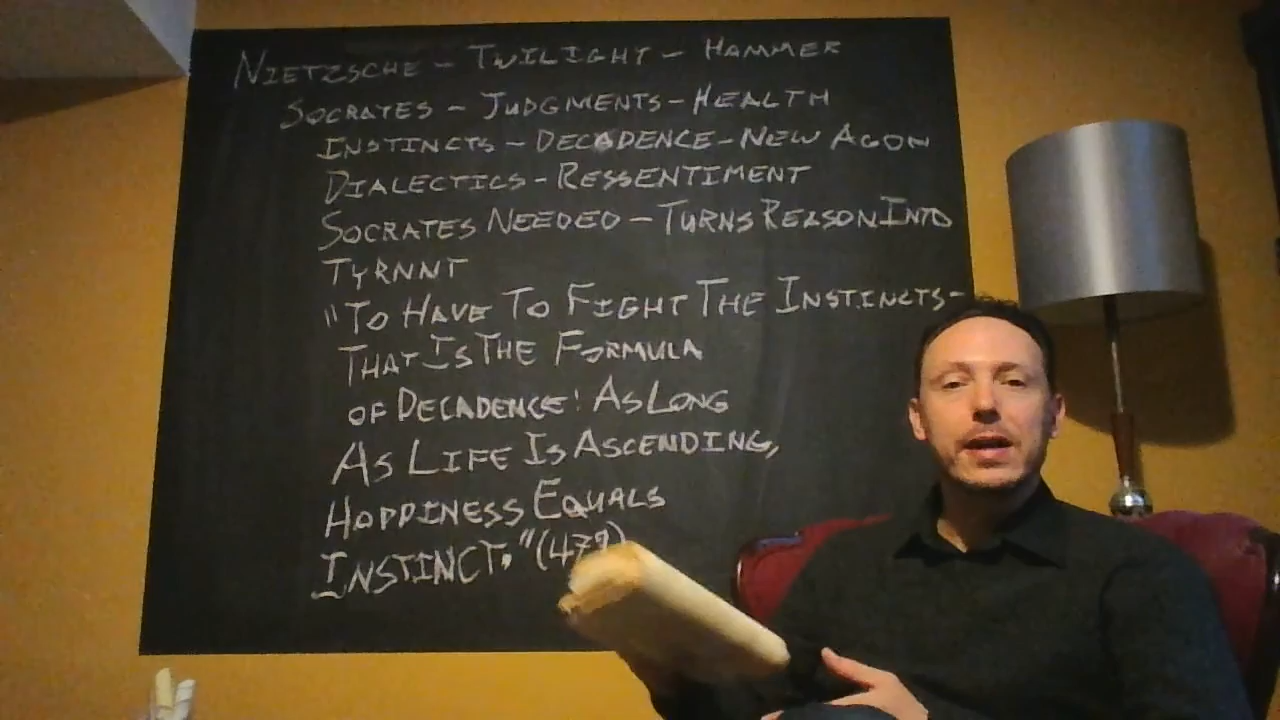 NIETZSCHE - TWILIGHT - HAMMER
SOCRATES - JUDGMENTS - HEALTH
INSTINCTS - DECADENCE - NEW AGON
DIALECTICS - RESSENTIMENT
SOCRATES NEEDED - TURNS REASON INTO
TYRNNT
"TO HAVE TO FIGHT THE INSTINCTS -
THAT IS THE FORMULA
OF DECADENCE: AS LONG
AS LIFE IS ASCENDING,
HAPPINESS EQUALS
INSTINCT." (479)